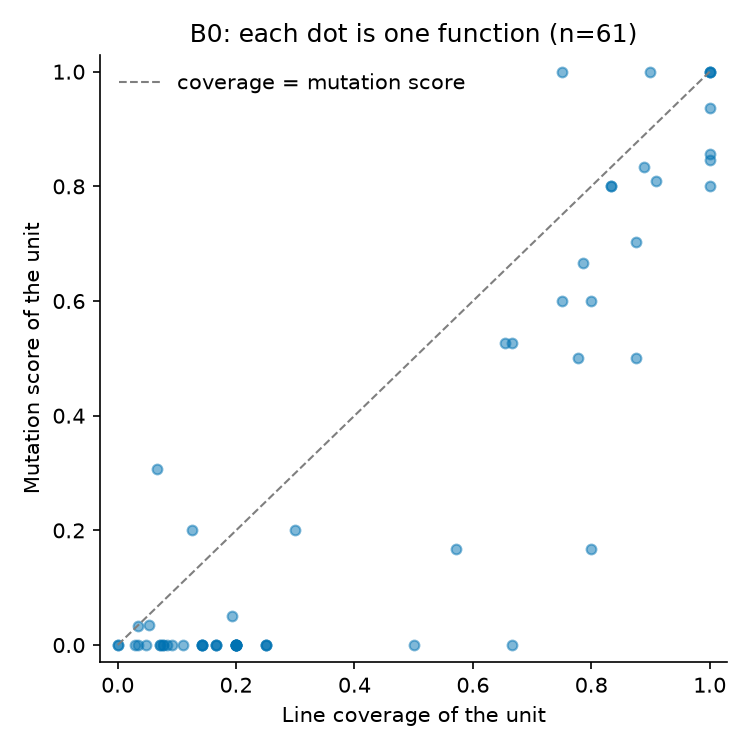 B0: each dot is one function (n=61)
coverage = mutation score
Mutation score of the unit
1.0
0.8
0.6
0.4
0.2
0.0
0.0 0.2 0.4 0.6 0.8 1.0
Line coverage of the unit